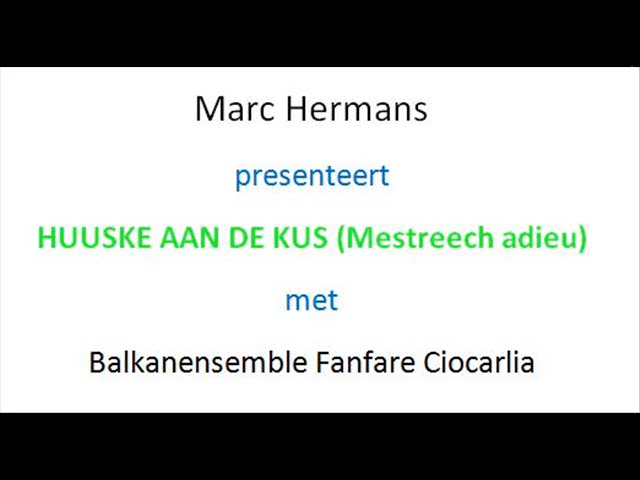 Marc Hermans
presenteert
HUUSKE AAN DE KUS (Mestreech adieu)
met
Balkanensemble Fanfare Ciocarlia